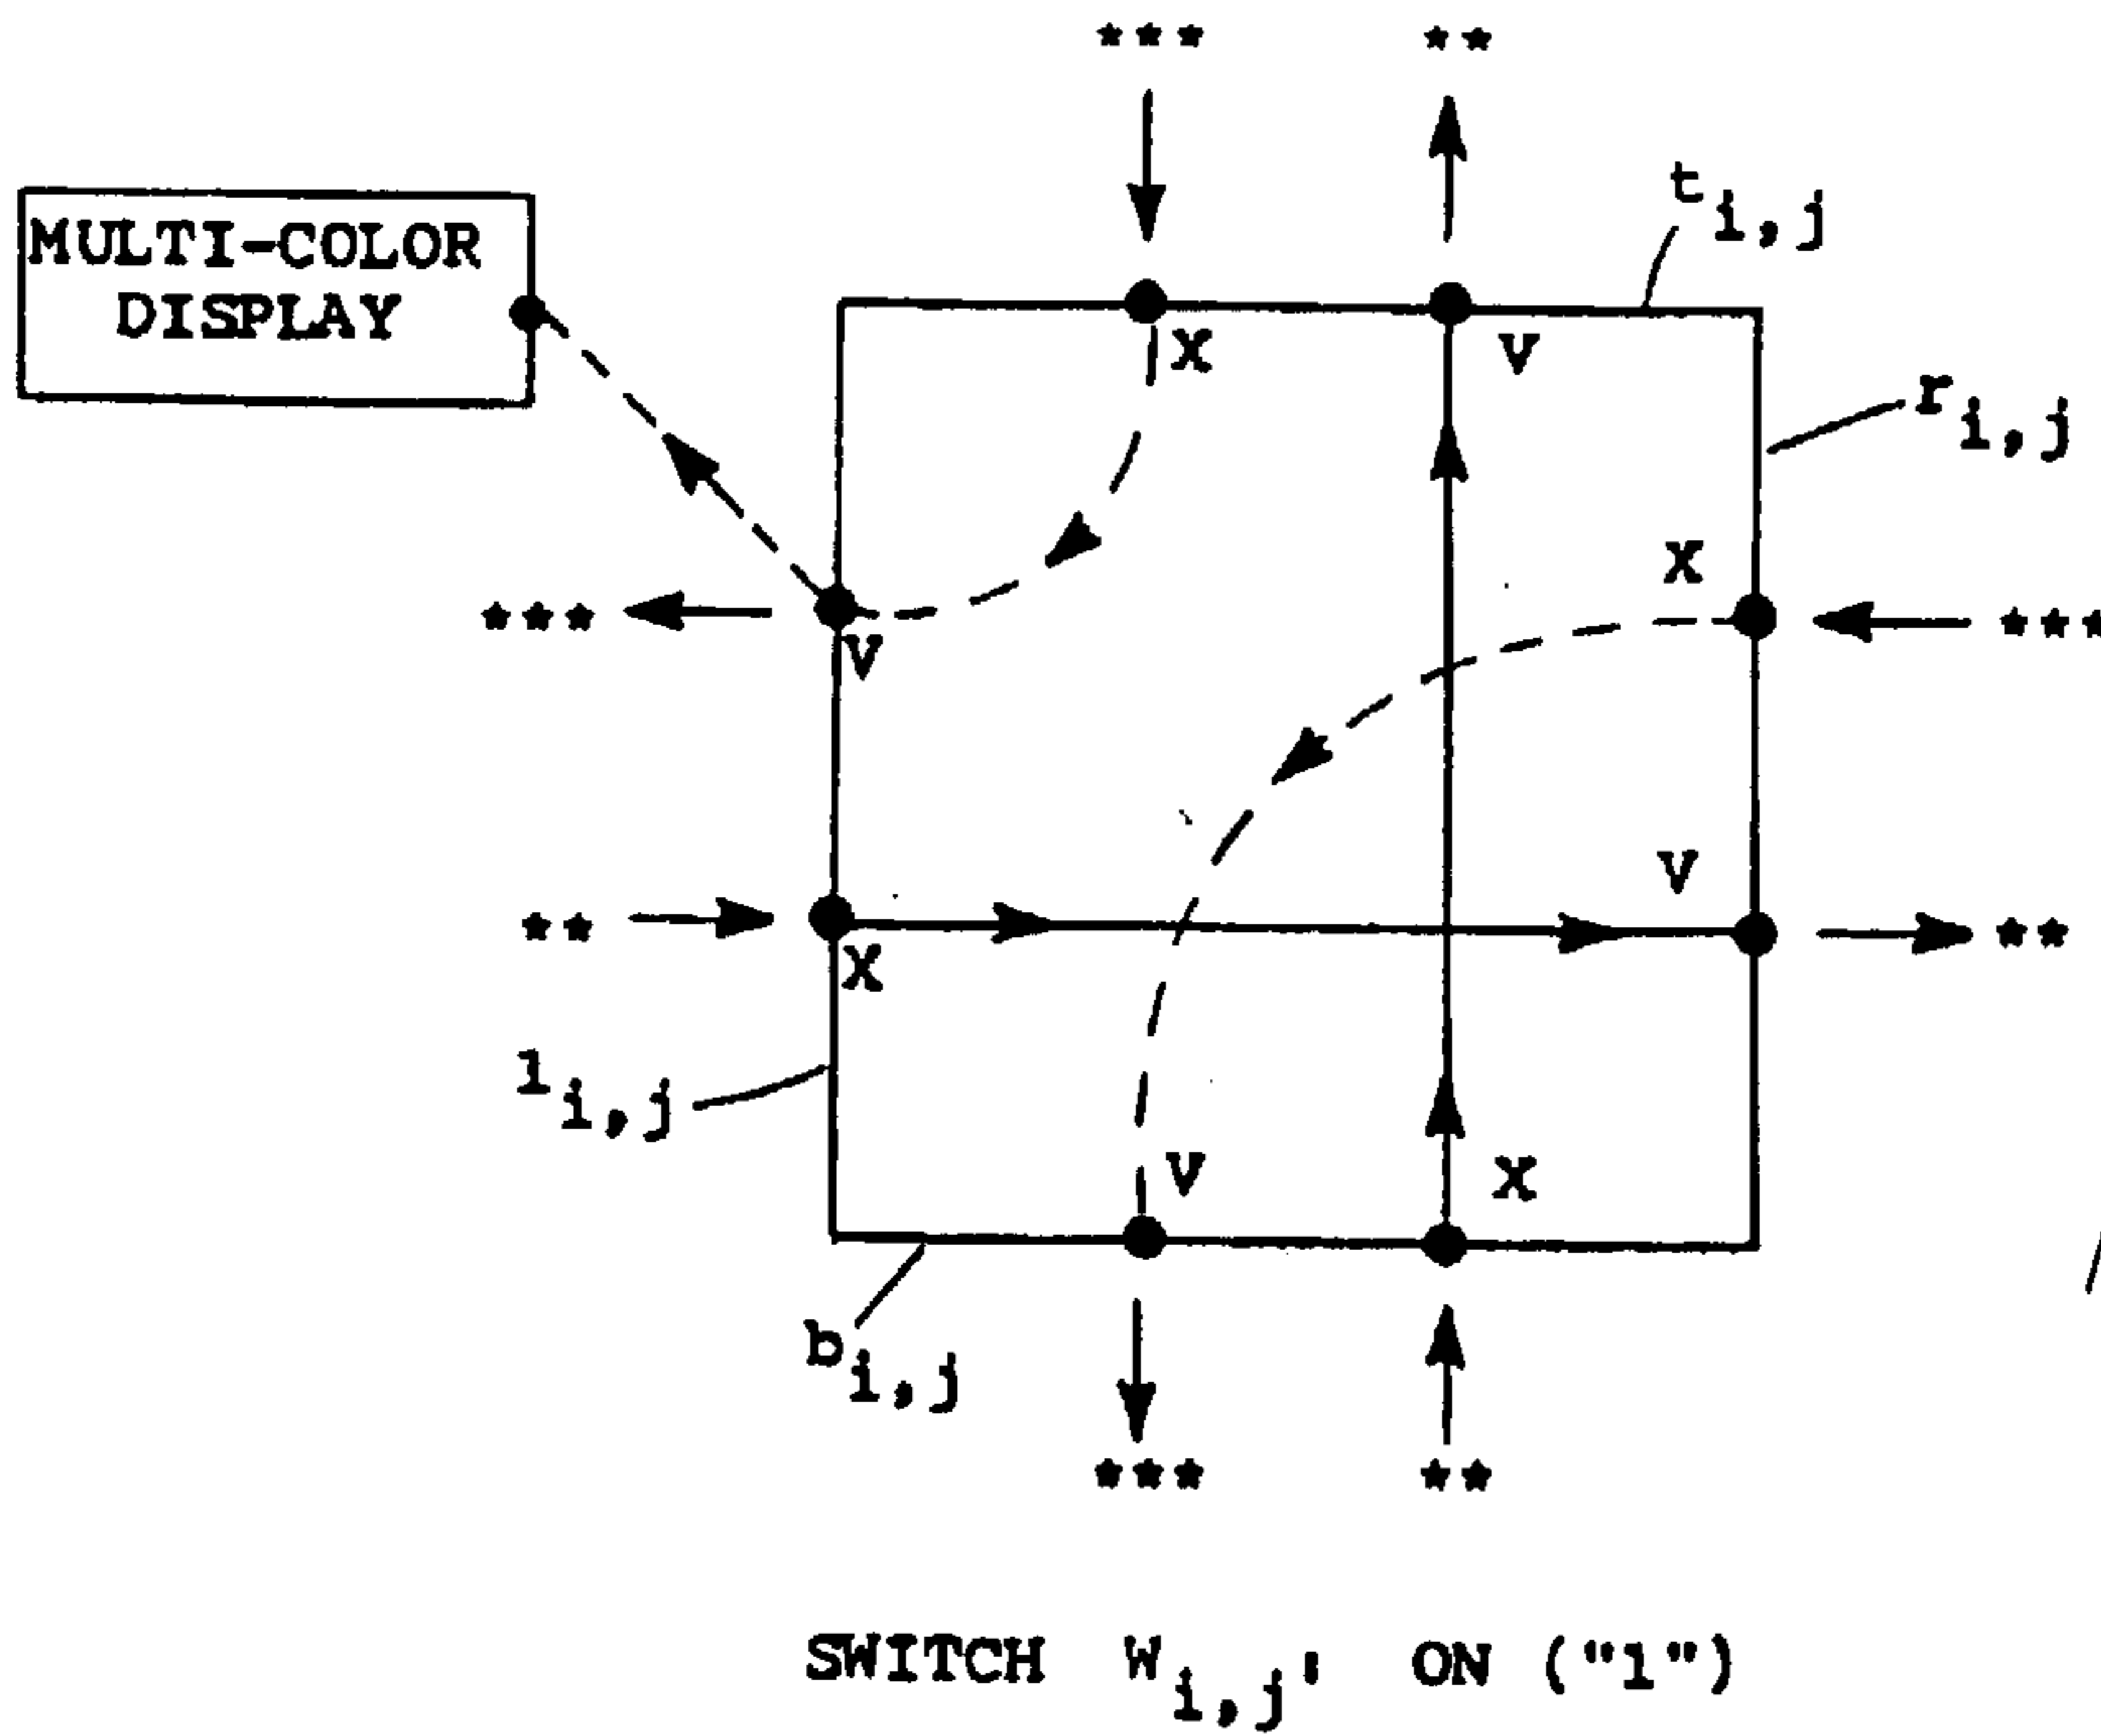 *** **
t i,j
MULTI-COLOR
DISPLAY
r i,j
X V
X
*** V ***
V
** X **
l i,j
V X
b i,j
*** **
SWITCH W i,j' ON ("1")